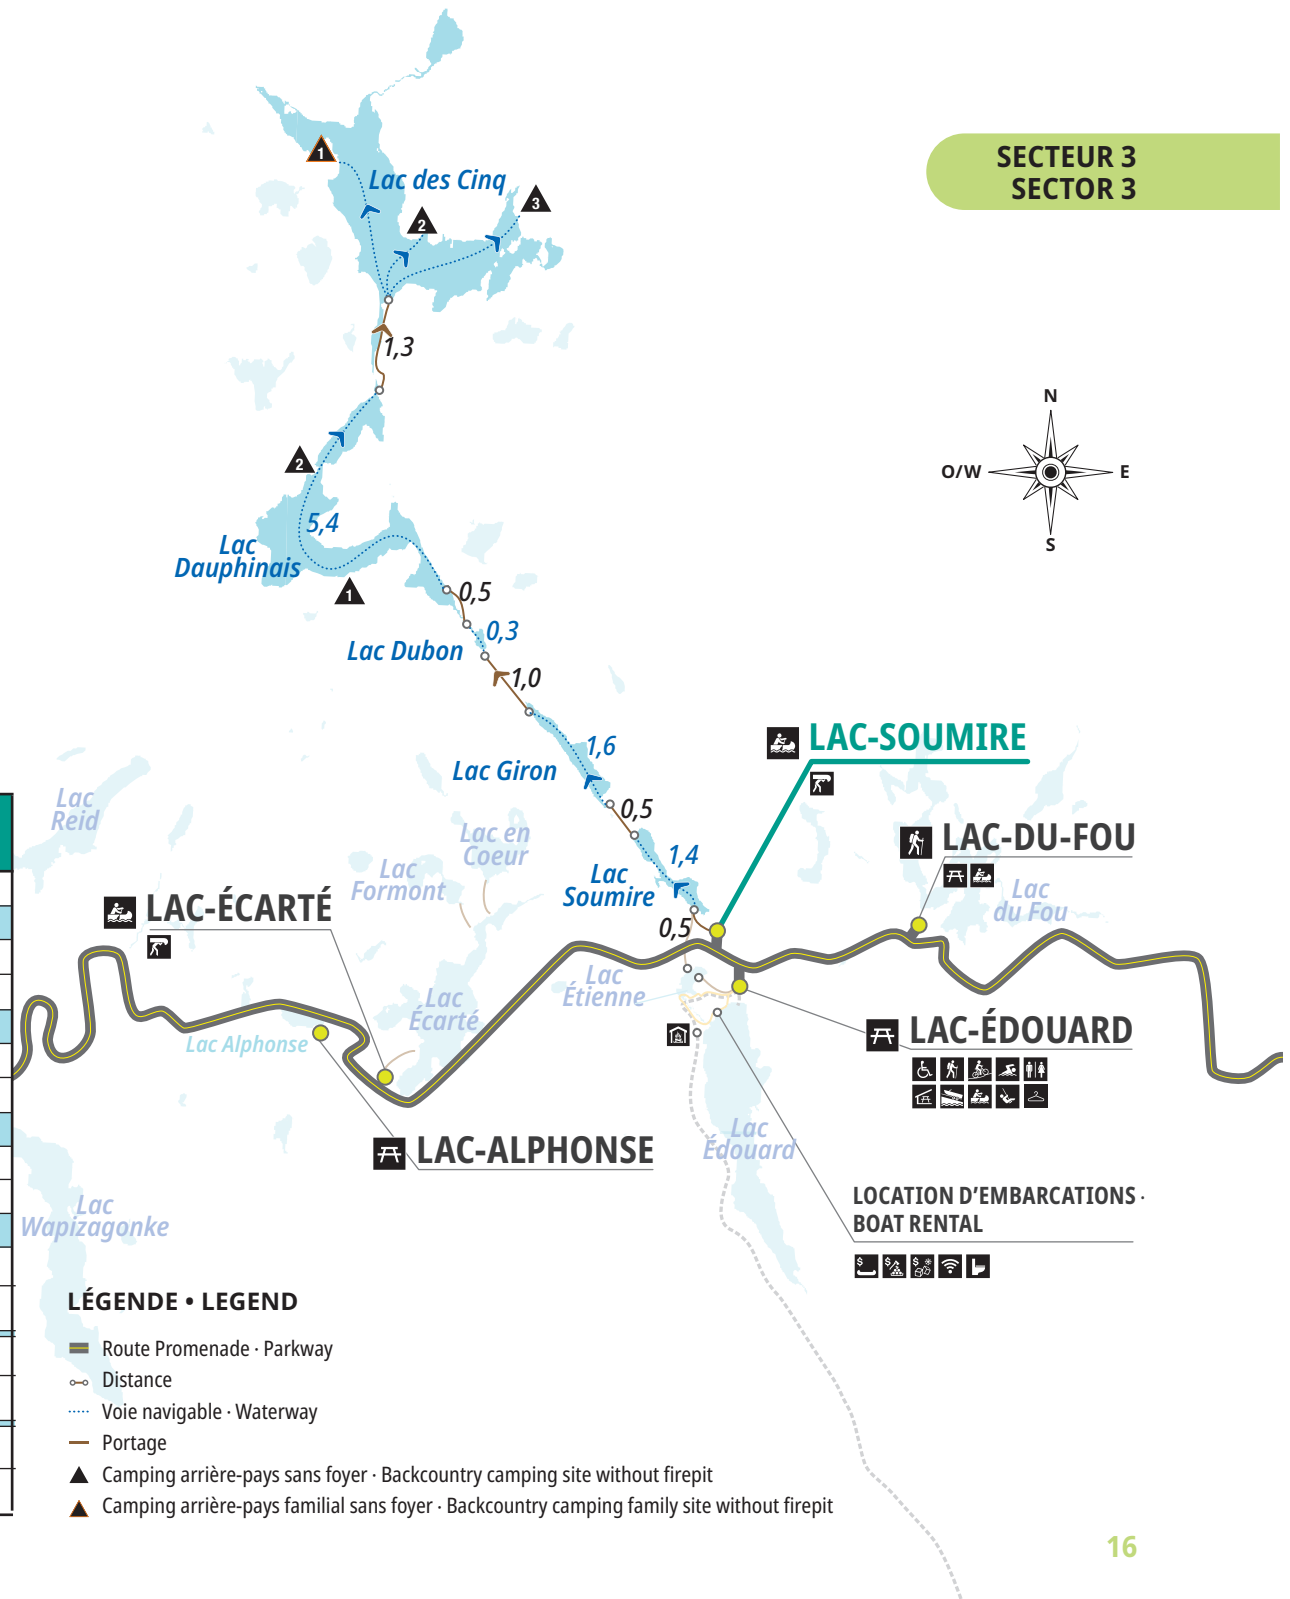 SECTEUR 3
SECTOR 3
1
Lac des Cinq
2
3
1,3
N
O/W
E
S
2
5,4
Lac
Dauphinais
1
0,5
0,3
Lac Dubon
1,0
1,6
Lac Giron
0,5
LAC-SOUMIRE
Lac
Reid
Lac en
Coeur
Lac
Formont
1,4
Lac
Soumire
0,5
LAC-DU-FOU
Lac
du Fou
LAC-ÉCARTÉ
Lac
Étienne
Lac
Écarté
Lac Alphonse
LAC-ÉDOUARD
LAC-ALPHONSE
Lac
Édouard
Lac
Wapizagonke
LOCATION D’EMBARCATIONS ·
BOAT RENTAL
$
$
$
LÉGENDE • LEGEND
Route Promenade · Parkway
Distance
Voie navigable · Waterway
Portage
Camping arrière-pays sans foyer · Backcountry camping site without firepit
Camping arrière-pays familial sans foyer · Backcountry camping family site without firepit
16